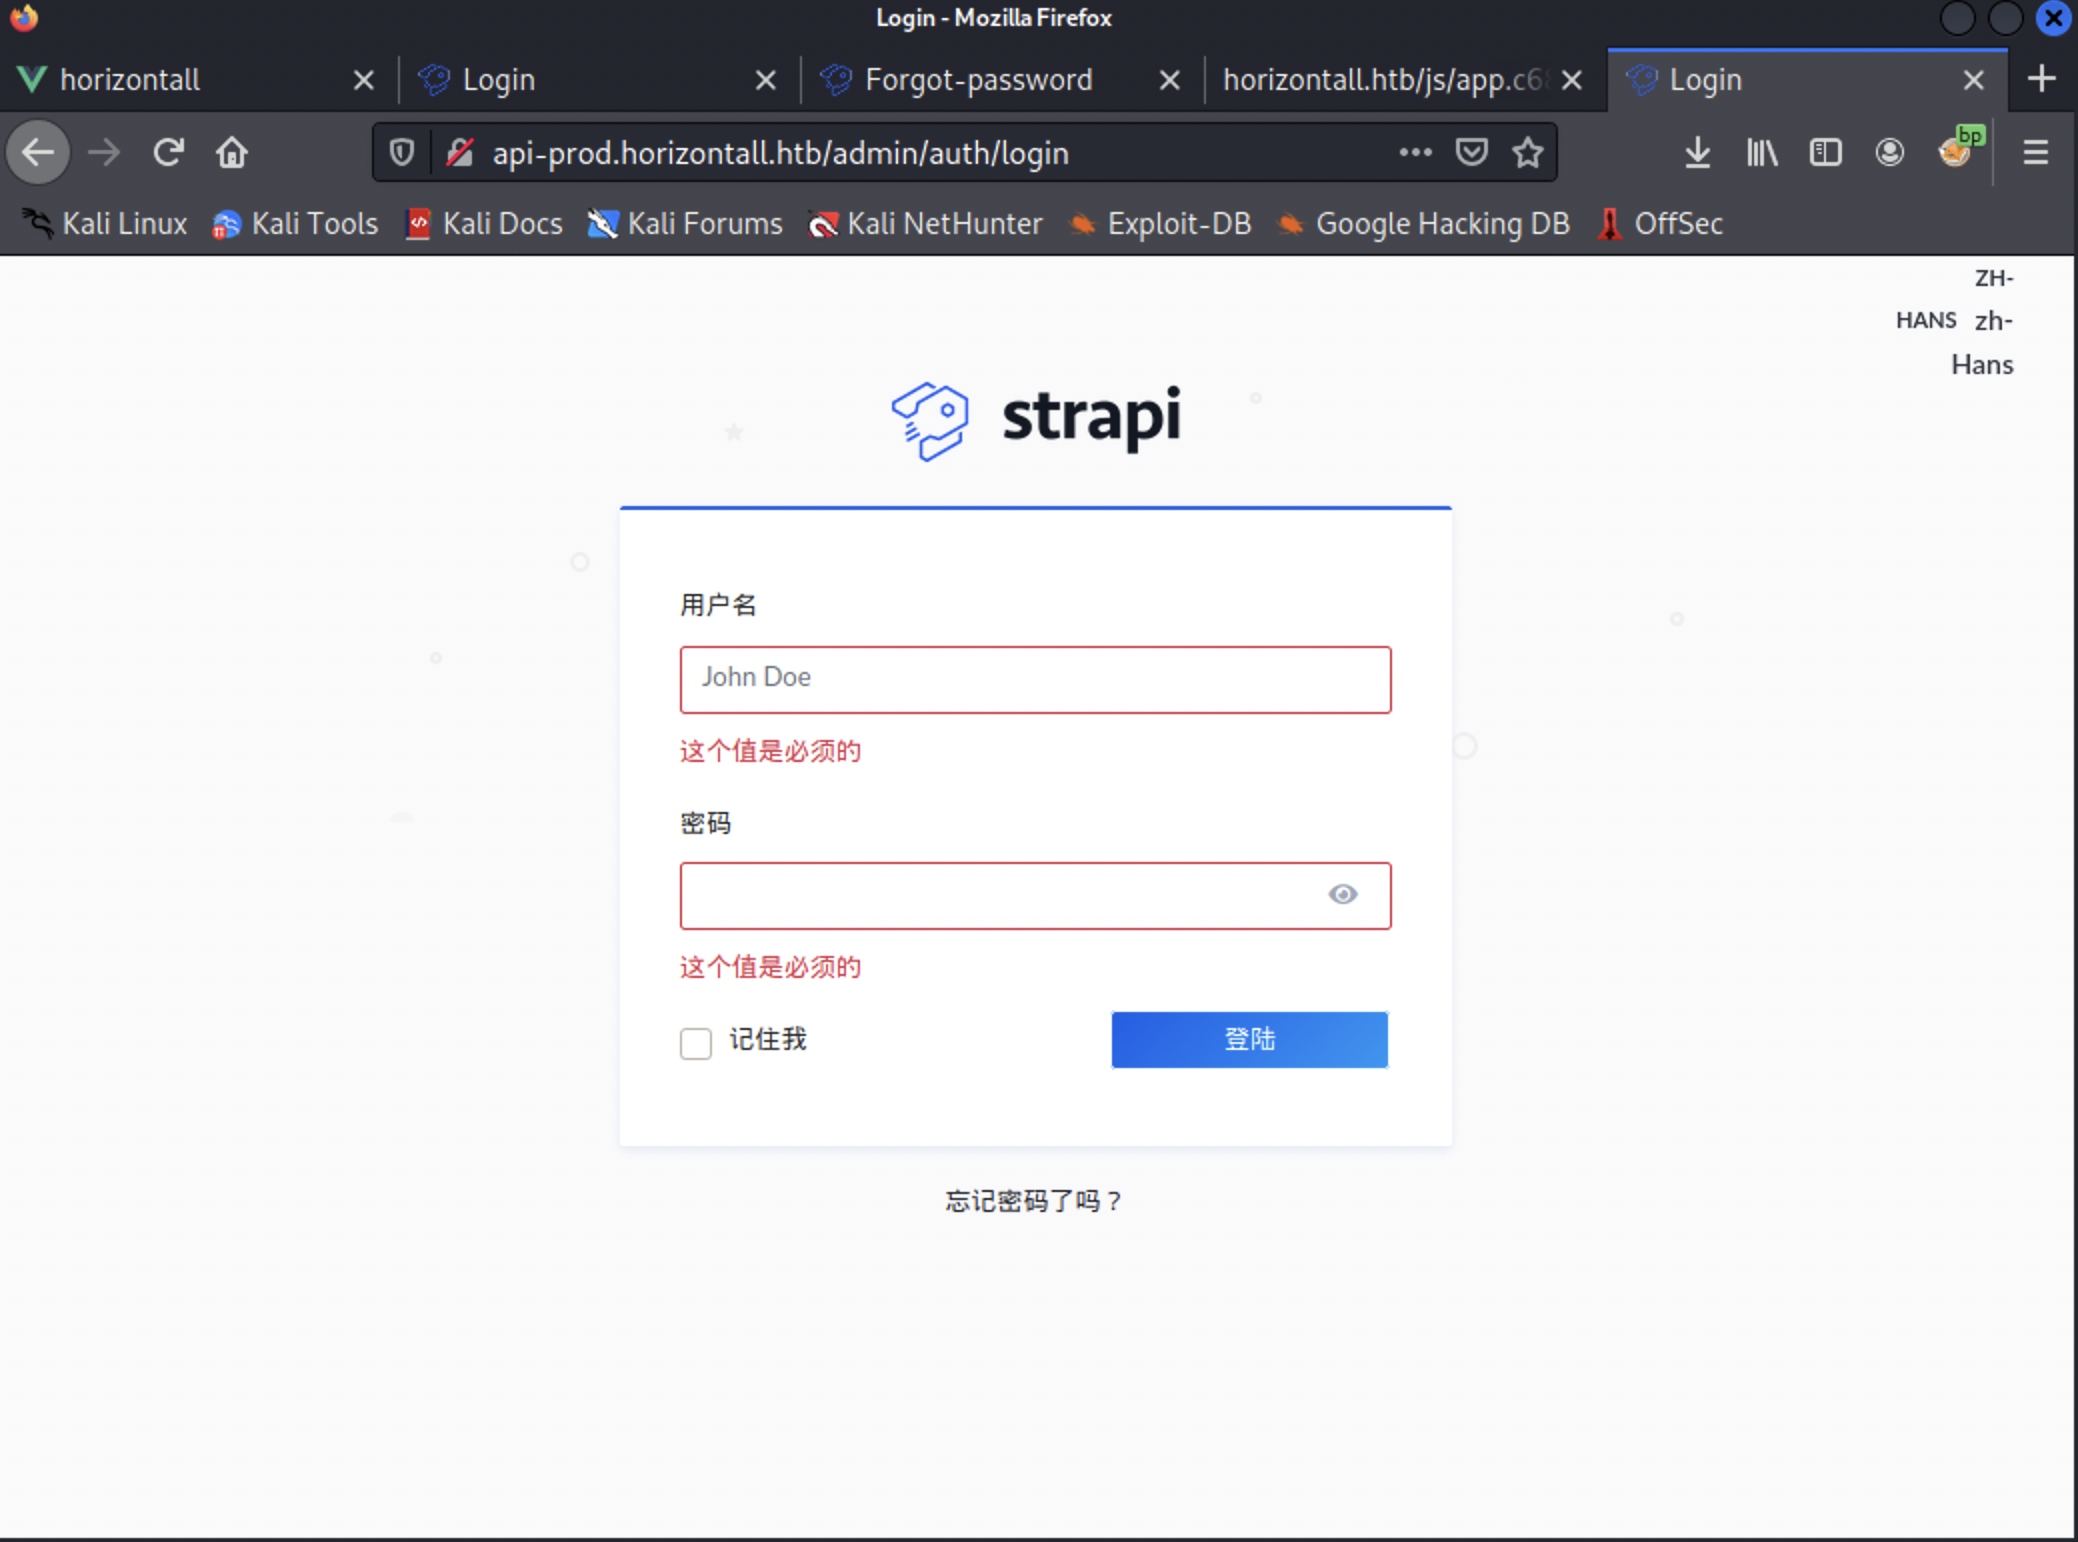 Login - Mozilla Firefox
horizontall
Login
Forgot-password
horizontall.htb/js/app.c68
Login
api-prod.horizontall.htb/admin/auth/login
bp
Kali Linux
Kali Tools
Kali Docs
Kali Forums
Kali NetHunter
Exploit-DB
Google Hacking DB
OffSec
ZH-
HANS zh-
Hans
strapi
用户名
John Doe
这个值是必须的
密码
这个值是必须的
记住我
登陆
忘记密码了吗？